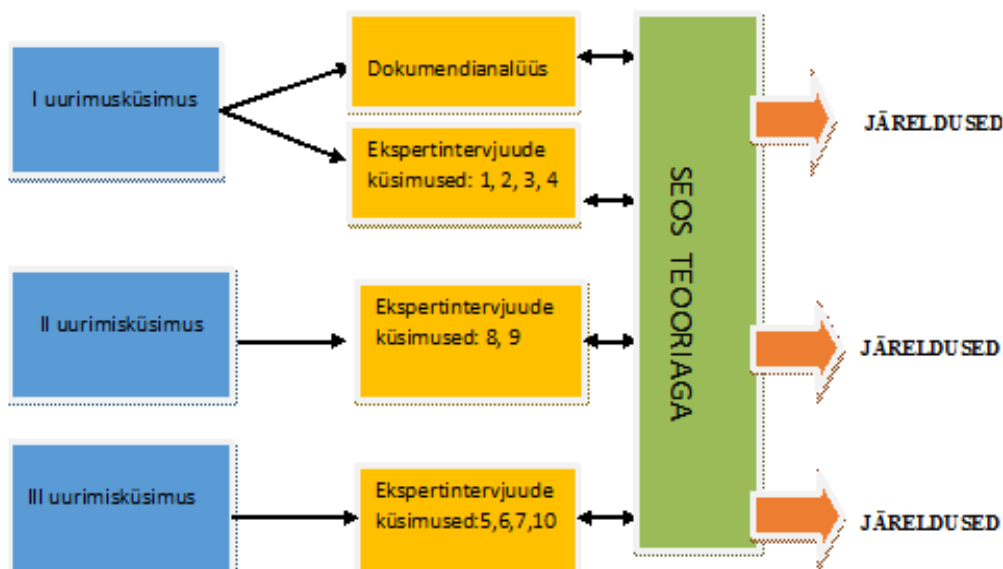 I uurimusküsimus
Dokumendianalüüs
Ekspertintervjuude
küsimused: 1, 2, 3, 4
II uurimisküsimus
Ekspertintervjuude
küsimused: 8, 9
III uurimisküsimus
Ekspertintervjuude
küsimused:5,6,7,10
SEOS TEOORIAGA
JÄRELDUSED
JÄRELDUSED
JÄRELDUSED